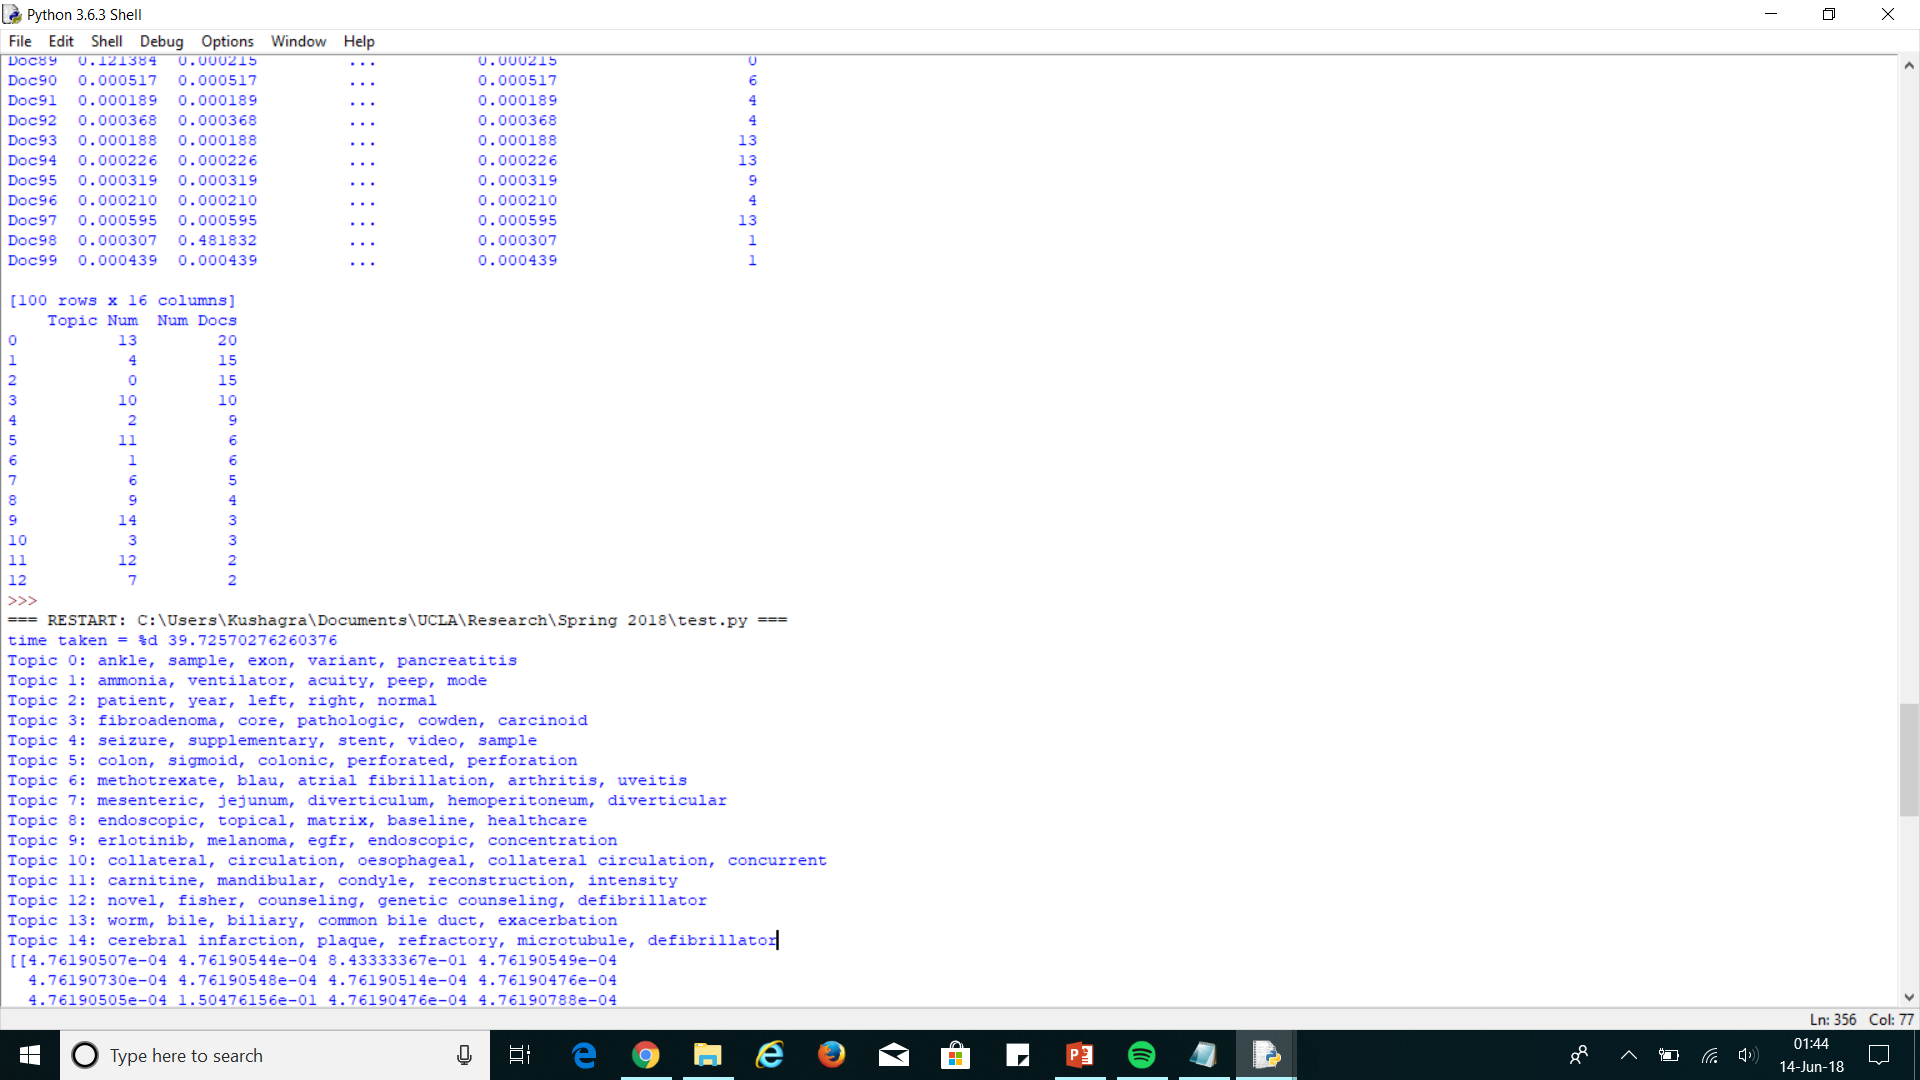 Python 3.6.3 Shell
File Edit Shell Debug Options Window Help
Doc89 0.121384 0.000215 ... 0.000215 0
Doc90 0.000517 0.000517 ... 0.000517 6
Doc91 0.000189 0.000189 ... 0.000189 4
Doc92 0.000368 0.000368 ... 0.000368 4
Doc93 0.000188 0.000188 ... 0.000188 13
Doc94 0.000226 0.000226 ... 0.000226 13
Doc95 0.000319 0.000319 ... 0.000319 9
Doc96 0.000210 0.000210 ... 0.000210 4
Doc97 0.000595 0.000595 ... 0.000595 13
Doc98 0.000307 0.481832 ... 0.000307 1
Doc99 0.000439 0.000439 ... 0.000439 1
[100 rows x 16 columns]
Topic Num Num Docs
0 13 20
1 4 15
2 0 15
3 10 10
4 2 9
5 11 6
6 1 6
7 6 5
8 9 4
9 14 3
10 3 3
11 12 2
12 7 2
>>>
=== RESTART: C:\Users\Kushagra\Documents\UCLA\Research\Spring 2018\test.py ===
time taken = %d 39.72570276260376
Topic 0: ankle, sample, exon, variant, pancreatitis
Topic 1: ammonia, ventilator, acuity, peep, mode
Topic 2: patient, year, left, right, normal
Topic 3: fibroadenoma, core, pathologic, cowden, carcinoid
Topic 4: seizure, supplementary, stent, video, sample
Topic 5: colon, sigmoid, colonic, perforated, perforation
Topic 6: methotrexate, blau, atrial fibrillation, arthritis, uveitis
Topic 7: mesenteric, jejunum, diverticulum, hemoperitoneum, diverticular
Topic 8: endoscopic, topical, matrix, baseline, healthcare
Topic 9: erlotinib, melanoma, egfr, endoscopic, concentration
Topic 10: collateral, circulation, oesophageal, collateral circulation, concurrent
Topic 11: carnitine, mandibular, condyle, reconstruction, intensity
Topic 12: novel, fisher, counseling, genetic counseling, defibrillator
Topic 13: worm, bile, biliary, common bile duct, exacerbation
Topic 14: cerebral infarction, plaque, refractory, microtubule, defibrillator
[[4.76190507e-04 4.76190544e-04 8.43333367e-01 4.76190549e-04
4.76190730e-04 4.76190548e-04 4.76190514e-04 4.76190476e-04
4.76190505e-04 1.50476156e-01 4.76190476e-04 4.76190788e-04
Ln: 356 Col: 77
Type here to search
01:44
14-Jun-18